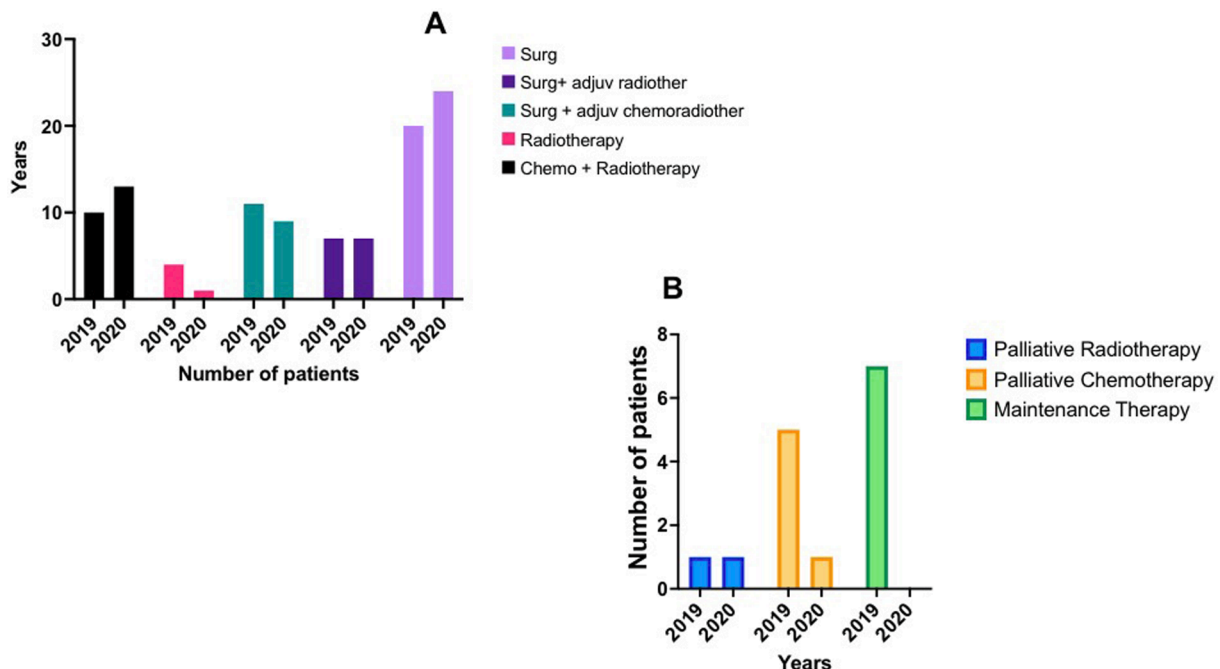 A
30
20
10
0
Years
2019 2020 2019 2020 2019 2020 2019 2020 2019 2020
Number of patients
Surg
Surg+ adjuv radiother
Surg + adjuv chemoradiother
Radiotherapy
Chemo + Radiotherapy
B
8
6
4
2
0
Number of patients
2019 2020 2019 2020 2019 2020
Years
Palliative Radiotherapy
Palliative Chemotherapy
Maintenance Therapy